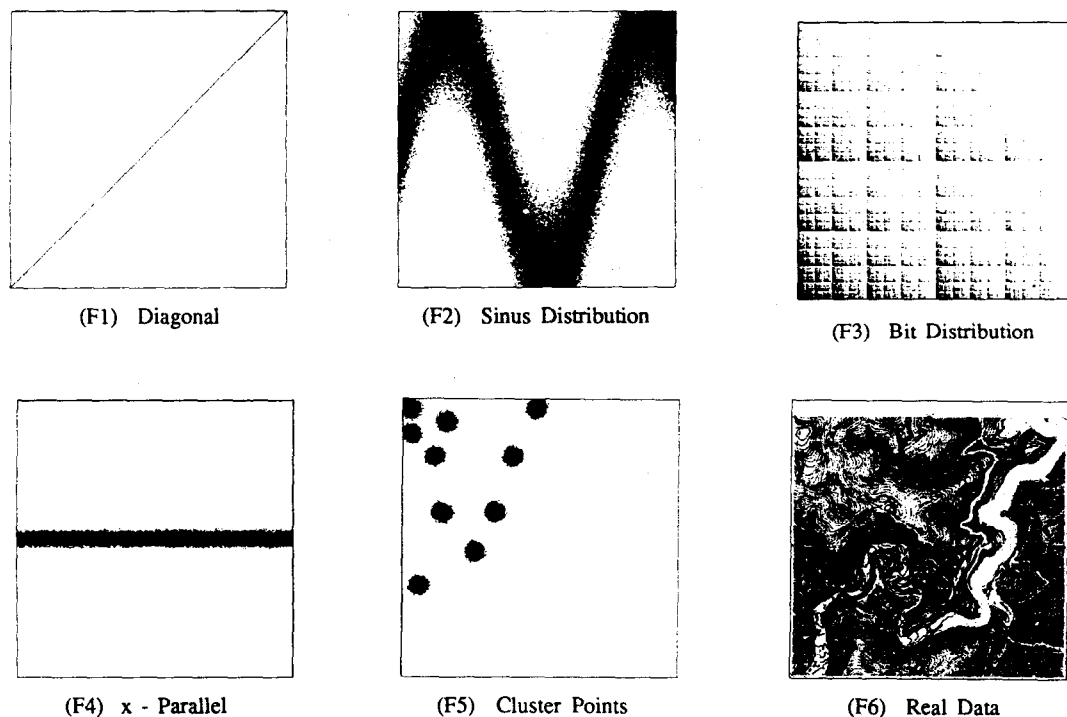 (F1) Diagonal
(F2) Sinus Distribution
(F3) Bit Distribution
(F4) x - Parallel
(F5) Cluster Points
(F6) Real Data